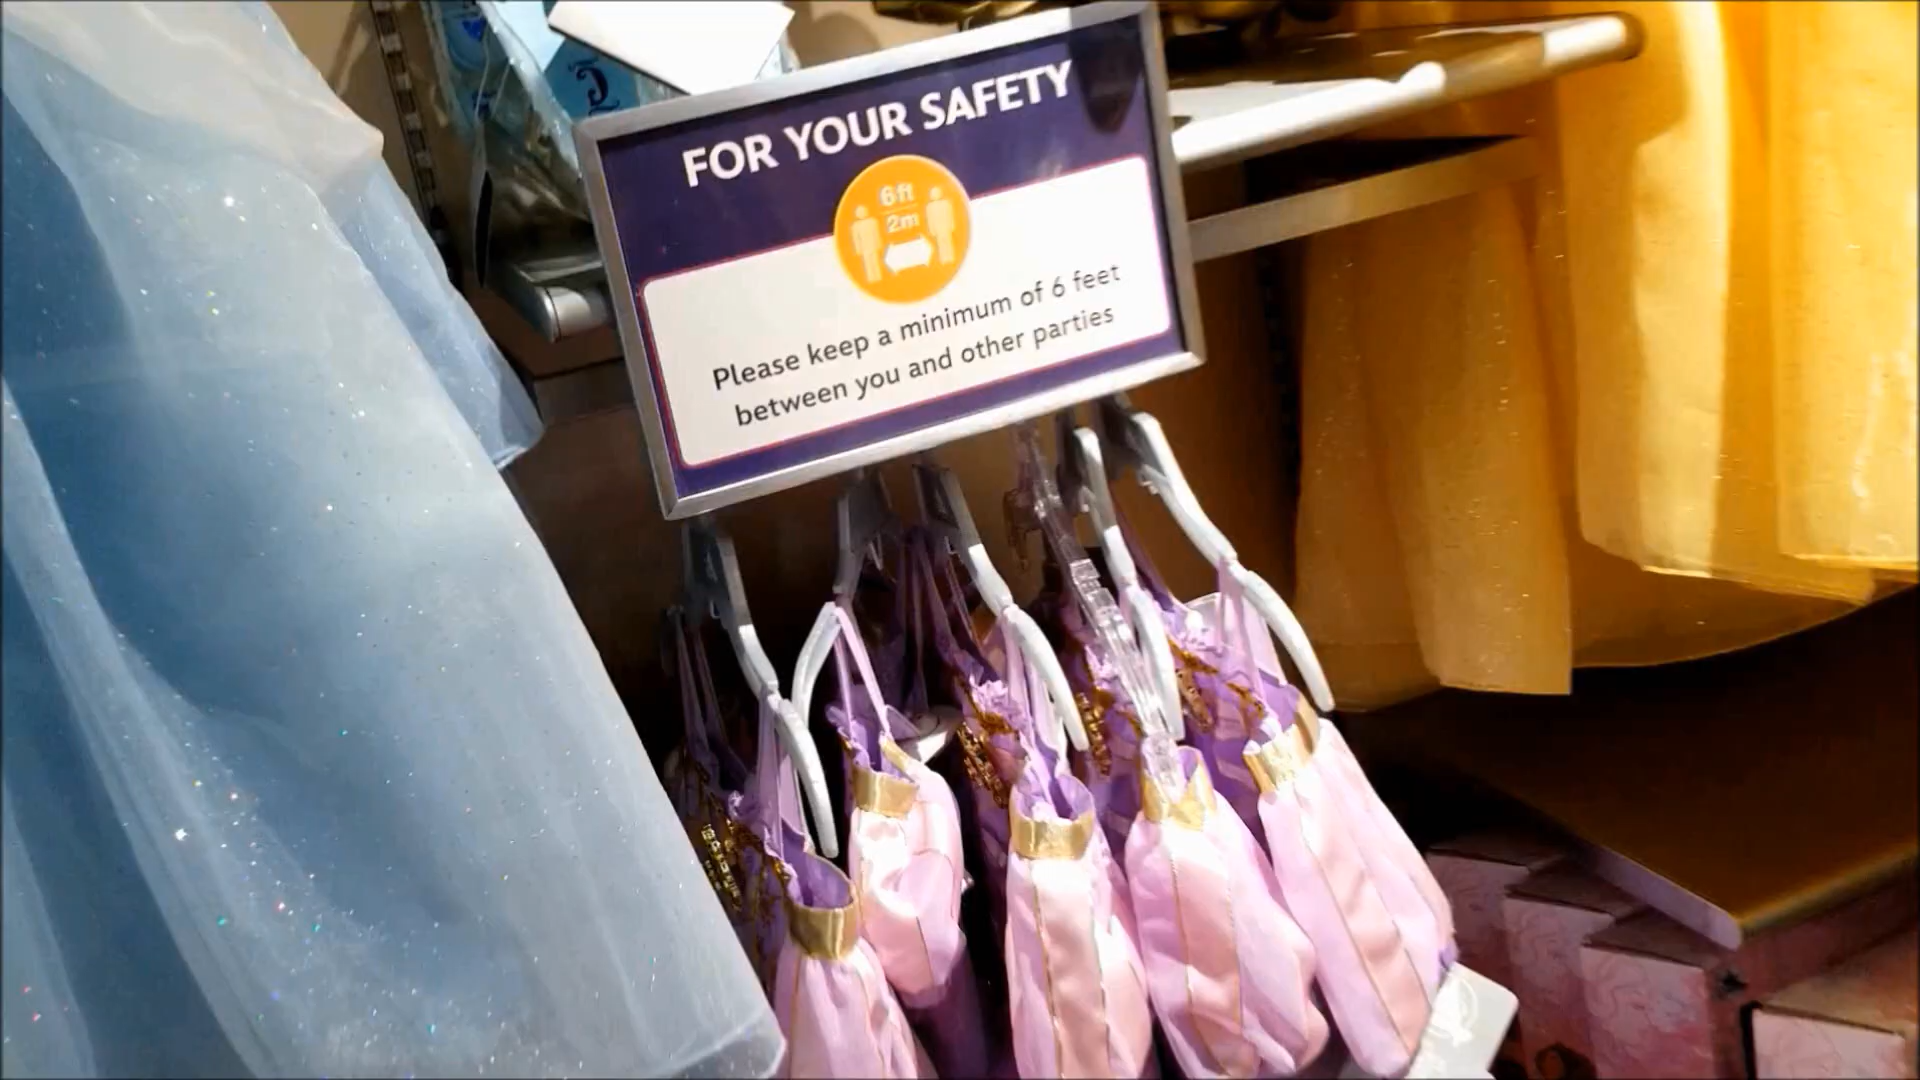 FOR YOUR SAFETY
6ft
2m
Please keep a minimum of 6 feet
between you and other parties